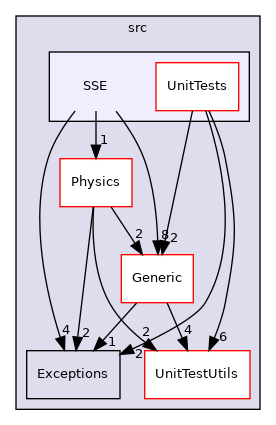 src
SSE
UnitTests
1
Physics
2
8
2
Generic
4
2
1
2
2
4
6
Exceptions
UnitTestUtils